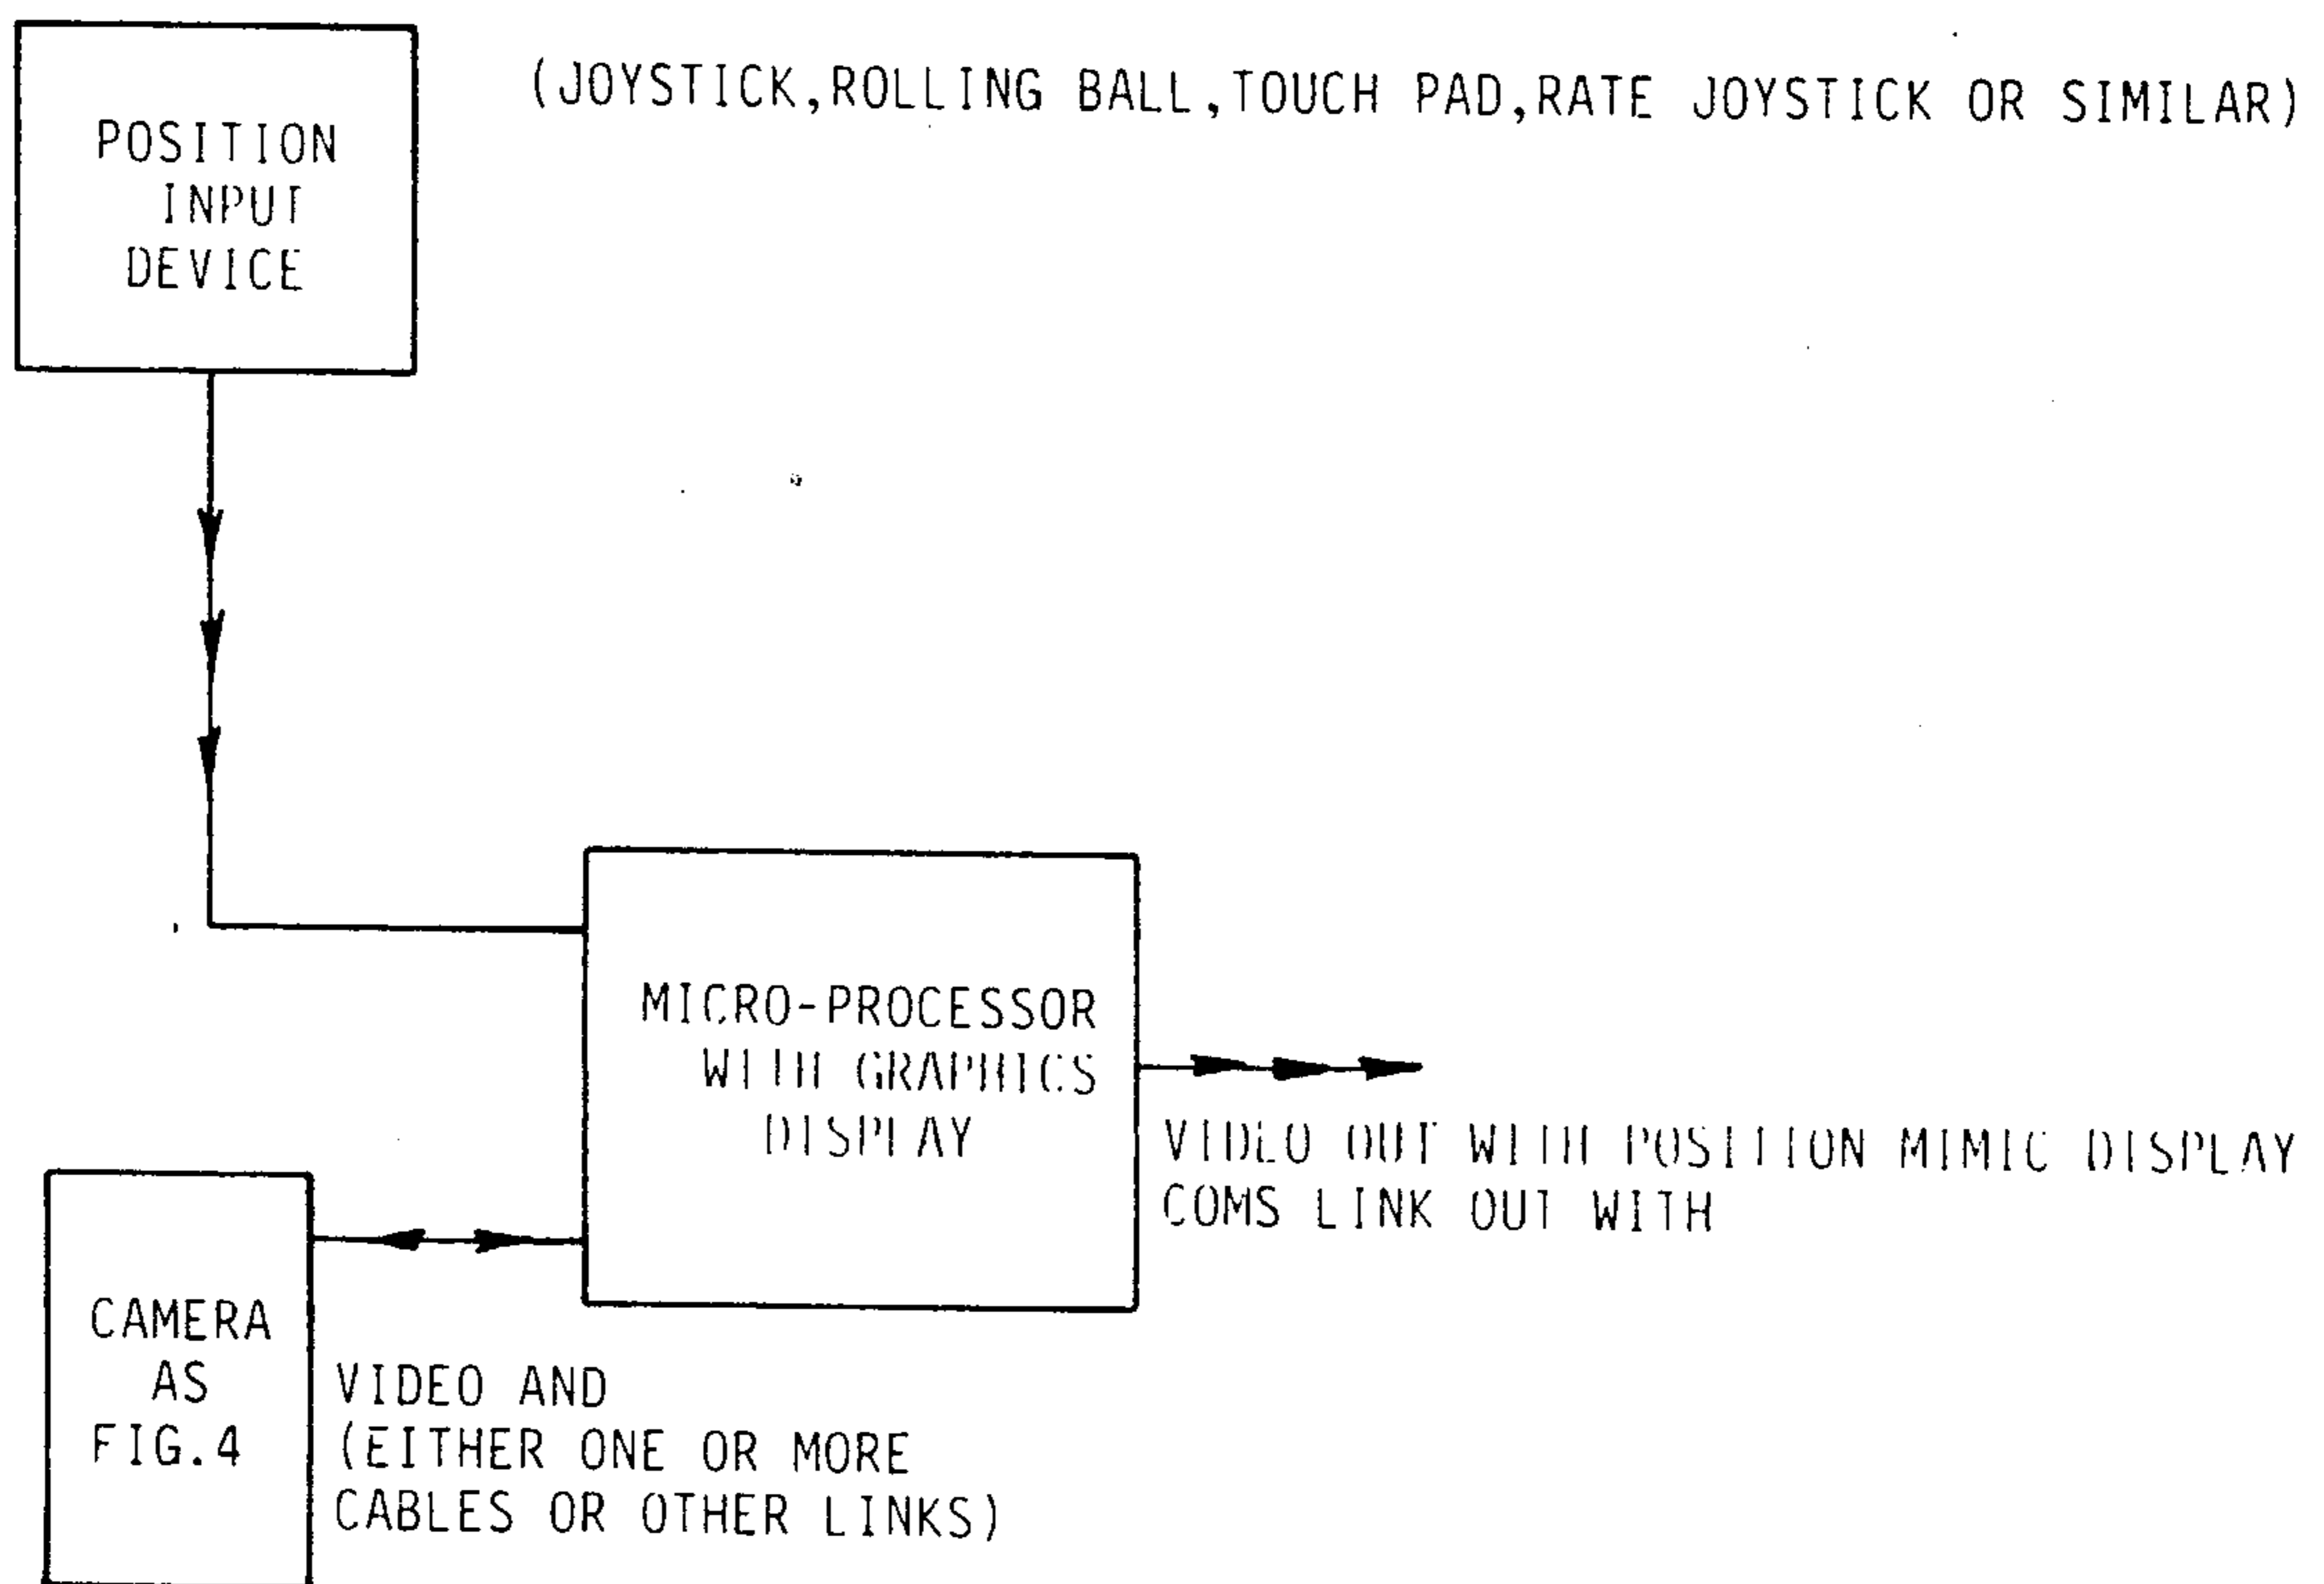 POSITION
INPUT
DEVICE
(JOYSTICK,ROLLING BALL,TOUCH PAD,RATE JOYSTICK OR SIMILAR)
MICRO-PROCESSOR
WITH GRAPHICS
DISPLAY
VIDEO OUT WITH POSITION MIMIC DISPLAY
COMS LINK OUT WITH
CAMERA
AS
FIG.4
VIDEO AND
(EITHER ONE OR MORE
CABLES OR OTHER LINKS)